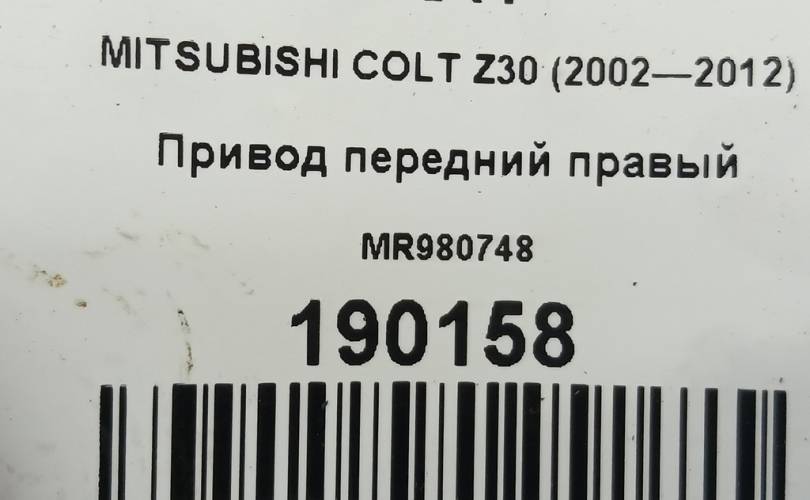 MITSUBISHI COLT Z30 (2002—2012)
Привод передний правый
MR980748
190158